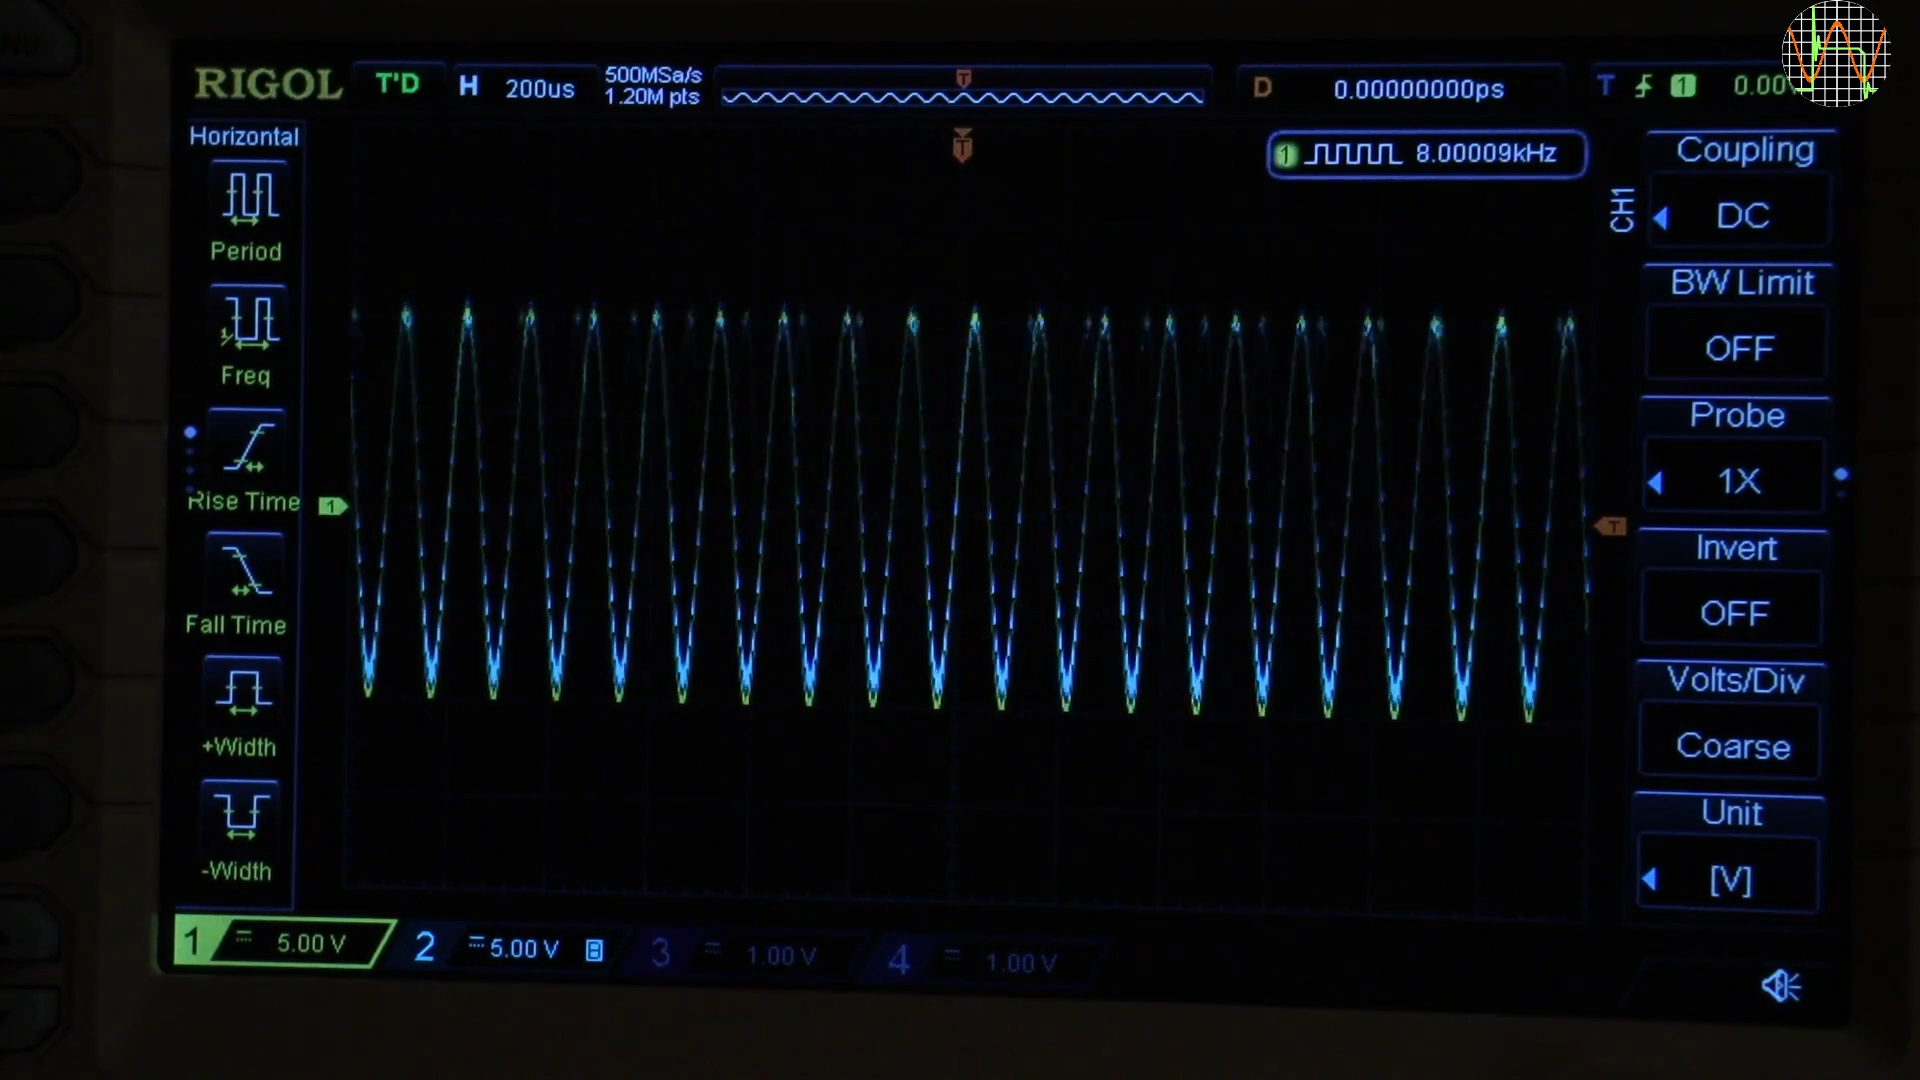 RIGOL
T'D
H 200us
500MSa/s
1.20M pts
T
D 0.00000000ps
T 1 0.00V
Horizontal
T
1 8.00009kHz
Period
Freq
Rise Time
Fall Time
+Width
-Width
1
T
CH1
Coupling
DC
BW Limit
OFF
Probe
1X
Invert
OFF
Volts/Div
Coarse
Unit
[V]
1 5.00 V
2 5.00 V B
3 1.00 V
4 1.00 V